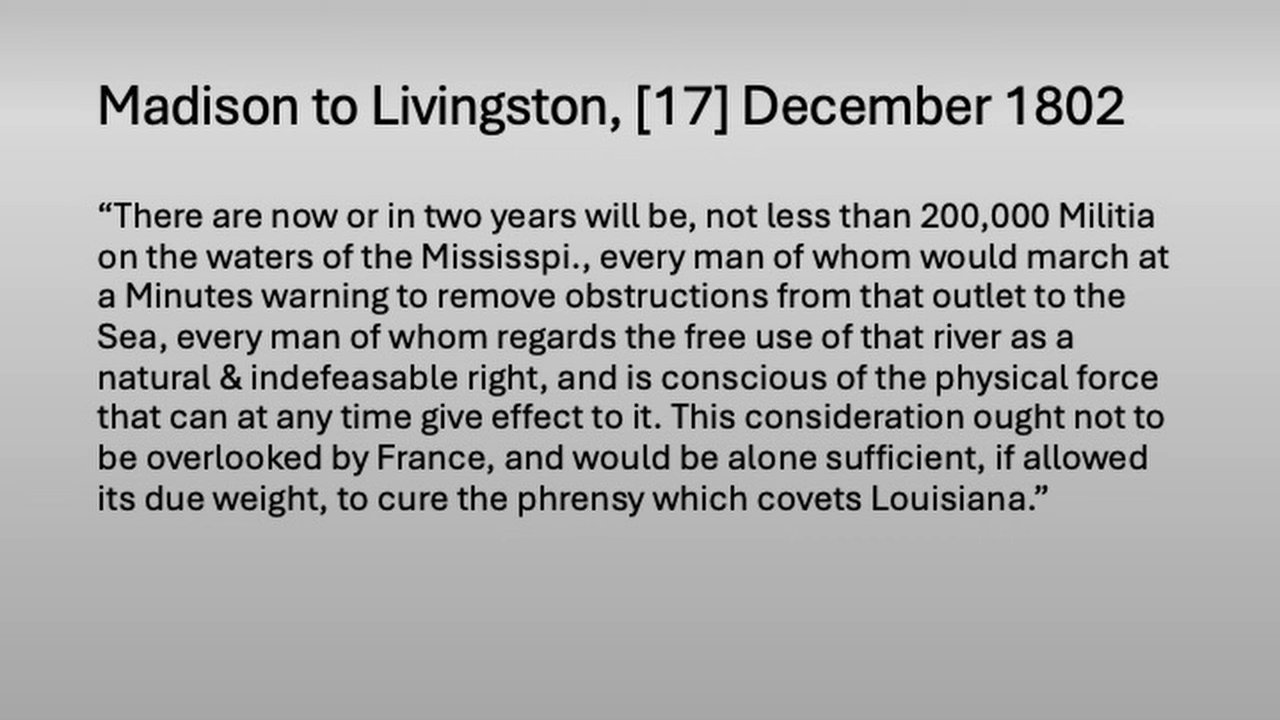 Madison to Livingston, [17] December 1802
“There are now or in two years will be, not less than 200,000 Militia
on the waters of the Mississpi., every man of whom would march at
a Minutes warning to remove obstructions from that outlet to the
Sea, every man of whom regards the free use of that river as a
natural & indefeasable right, and is conscious of the physical force
that can at any time give effect to it. This consideration ought not to
be overlooked by France, and would be alone sufficient, if allowed
its due weight, to cure the phrensy which covets Louisiana.”